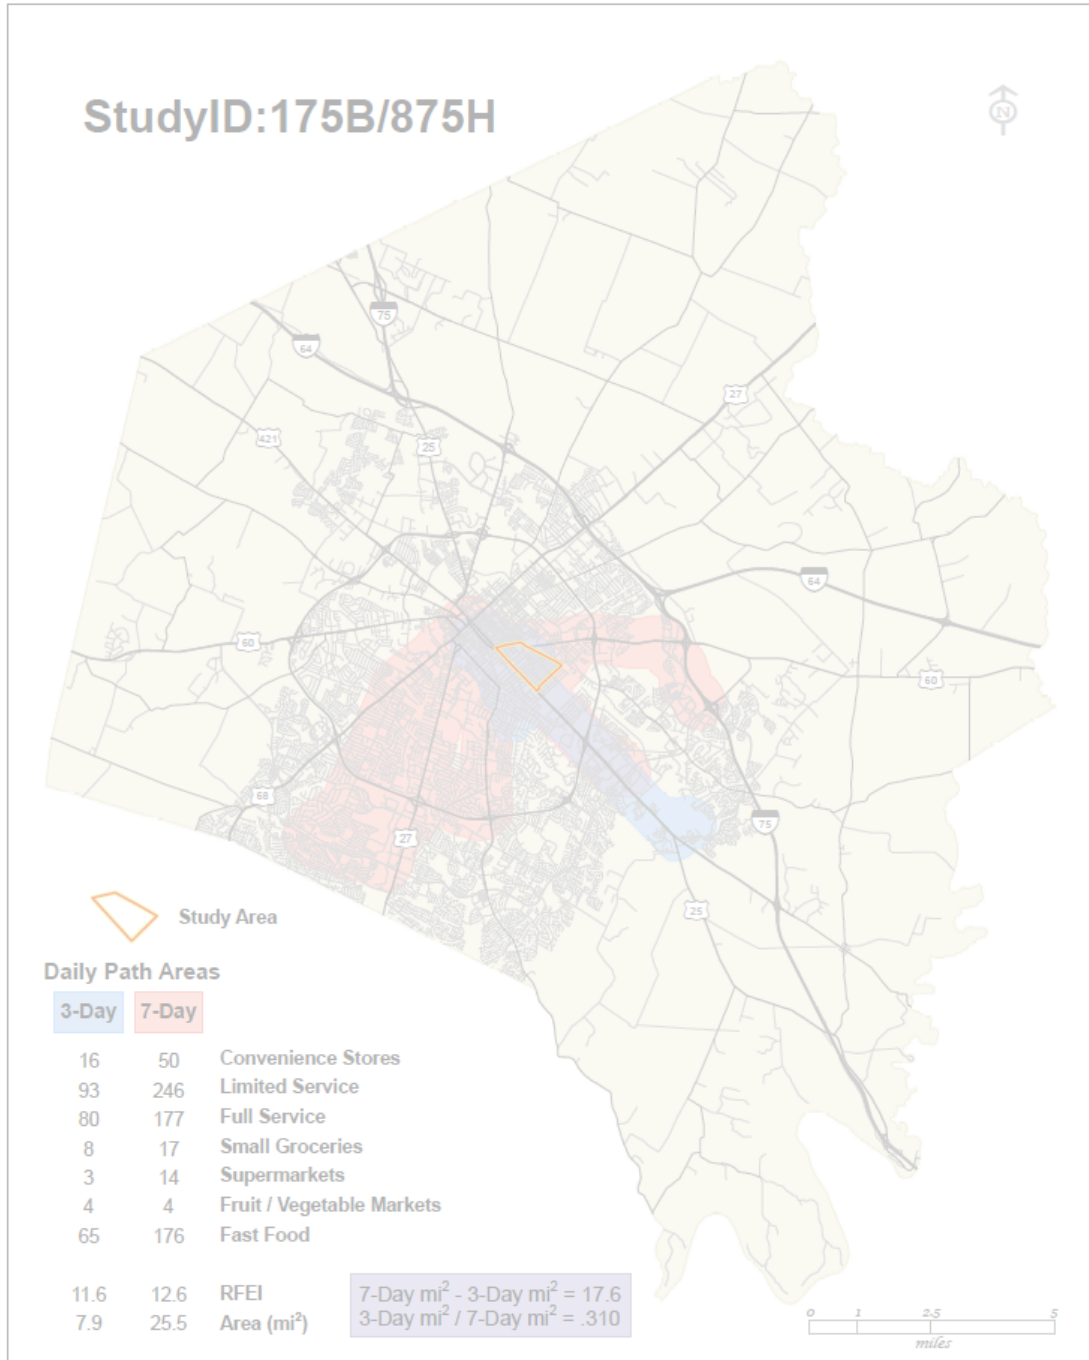 StudyID:175B/875H
N
75
64
27
421
25
64
60
60
68
27
75
25
Study Area
Daily Path Areas
3-Day 7-Day
16 50 Convenience Stores
93 246 Limited Service
80 177 Full Service
8 17 Small Groceries
3 14 Supermarkets
4 4 Fruit / Vegetable Markets
65 176 Fast Food
11.6 12.6 RFEI
7.9 25.5 Area (mi²)
7-Day mi² - 3-Day mi² = 17.6
3-Day mi² / 7-Day mi² = .310
0 1 2.5 5
miles